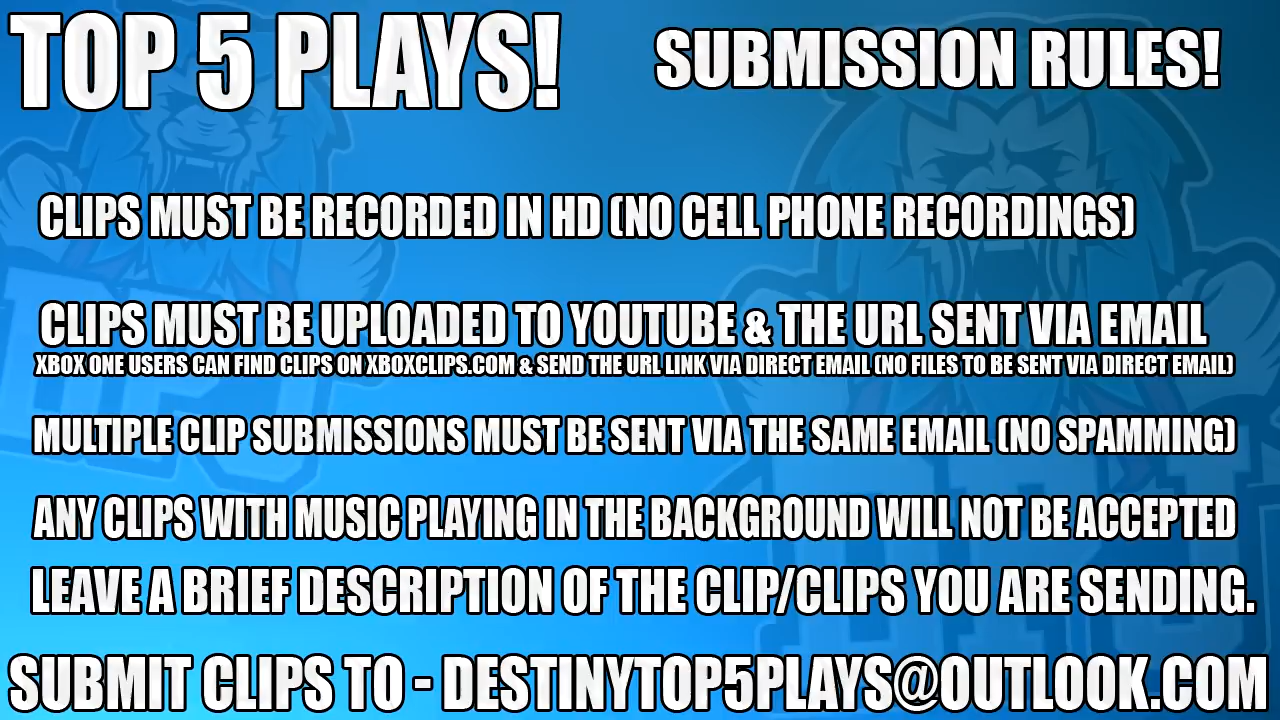 TOP 5 PLAYS!
SUBMISSION RULES!
CLIPS MUST BE RECORDED IN HD (NO CELL PHONE RECORDINGS)
CLIPS MUST BE UPLOADED TO YOUTUBE & THE URL SENT VIA EMAIL
XBOX ONE USERS CAN FIND CLIPS ON XBOXCLIPS.COM & SEND THE URL LINK VIA DIRECT EMAIL (NO FILES TO BE SENT VIA DIRECT EMAIL)
MULTIPLE CLIP SUBMISSIONS MUST BE SENT VIA THE SAME EMAIL (NO SPAMMING)
ANY CLIPS WITH MUSIC PLAYING IN THE BACKGROUND WILL NOT BE ACCEPTED
LEAVE A BRIEF DESCRIPTION OF THE CLIP/CLIPS YOU ARE SENDING.
SUBMIT CLIPS TO - DESTINYTOP5PLAYS@OUTLOOK.COM